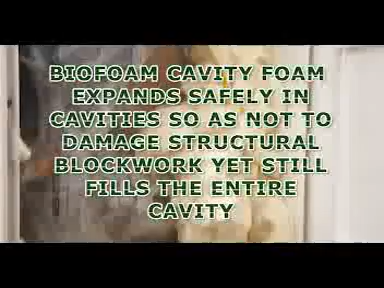 BIOFOAM CAVITY FOAM
EXPANDS SAFELY IN
CAVITIES SO AS NOT TO
DAMAGE STRUCTURAL
BLOCKWORK YET STILL
FILLS THE ENTIRE
CAVITY